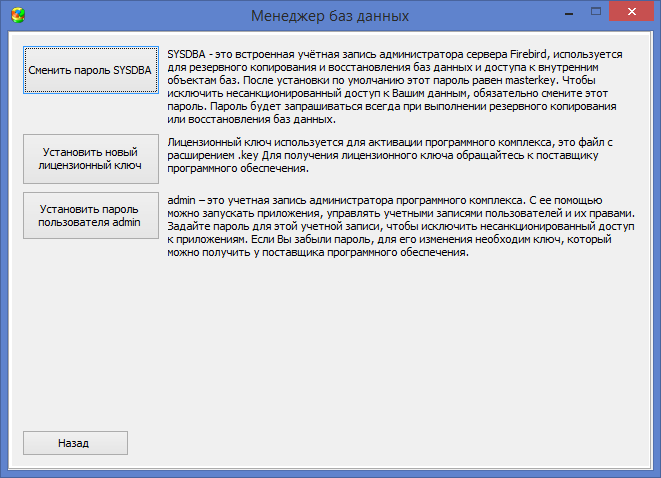 Менеджер баз данных
Сменить пароль SYSDBA
SYSDBA - это встроенная учётная запись администратора сервера Firebird, используется
для резервного копирования и восстановления баз данных и доступа к внутренним
объектам баз. После установки по умолчанию этот пароль равен masterkey. Чтобы
исключить несанкционированный доступ к Вашим данным, обязательно смените этот
пароль. Пароль будет запрашиваться всегда при выполнении резервного копирования
или восстановления баз данных.
Установить новый
лицензионный ключ
Лицензионный ключ используется для активации программного комплекса, это файл с
расширением .key Для получения лицензионного ключа обращайтесь к поставщику
программного обеспечения.
Установить пароль
пользователя admin
admin – это учетная запись администратора программного комплекса. С ее помощью
можно запускать приложения, управлять учетными записями пользователей и их правами.
Задайте пароль для этой учетной записи, чтобы исключить несанкционированный доступ
к приложениям. Если Вы забыли пароль, для его изменения необходим ключ, который
можно получить у поставщика программного обеспечения.
Назад